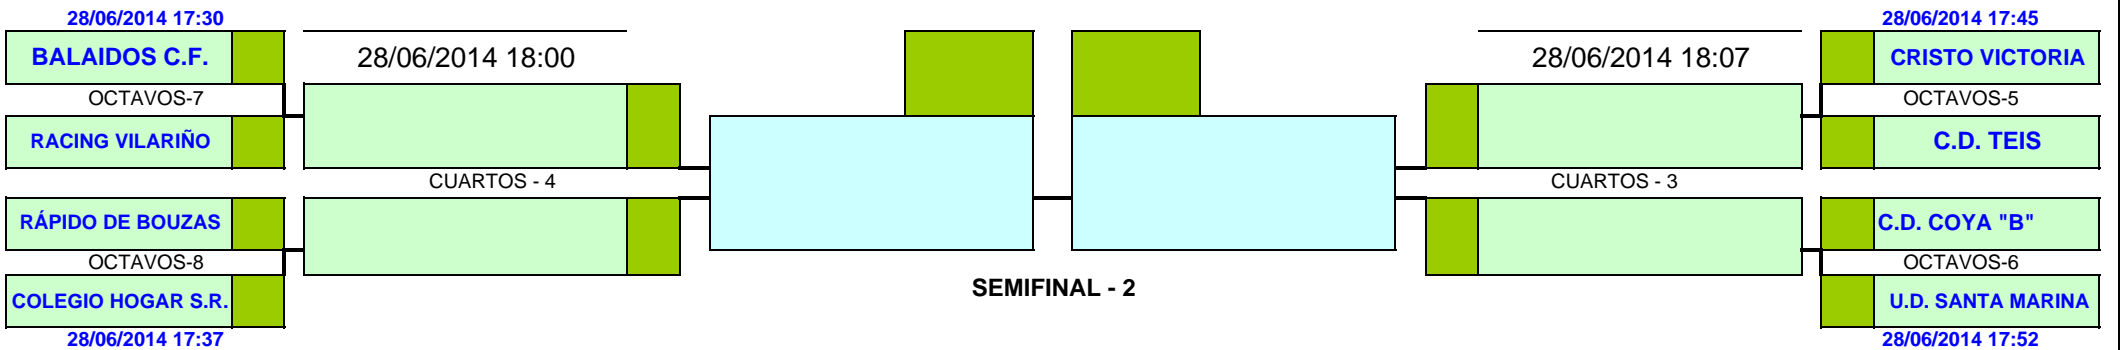 28/06/2014 17:30
BALAIDOS C.F.
OCTAVOS-7
RACING VILARIÑO
RÁPIDO DE BOUZAS
OCTAVOS-8
COLEGIO HOGAR S.R.
28/06/2014 17:37
28/06/2014 18:00
CUARTOS - 4
SEMIFINAL - 2
28/06/2014 18:07
CUARTOS - 3
28/06/2014 17:45
CRISTO VICTORIA
OCTAVOS-5
C.D. TEIS
C.D. COYA "B"
OCTAVOS-6
U.D. SANTA MARINA
28/06/2014 17:52